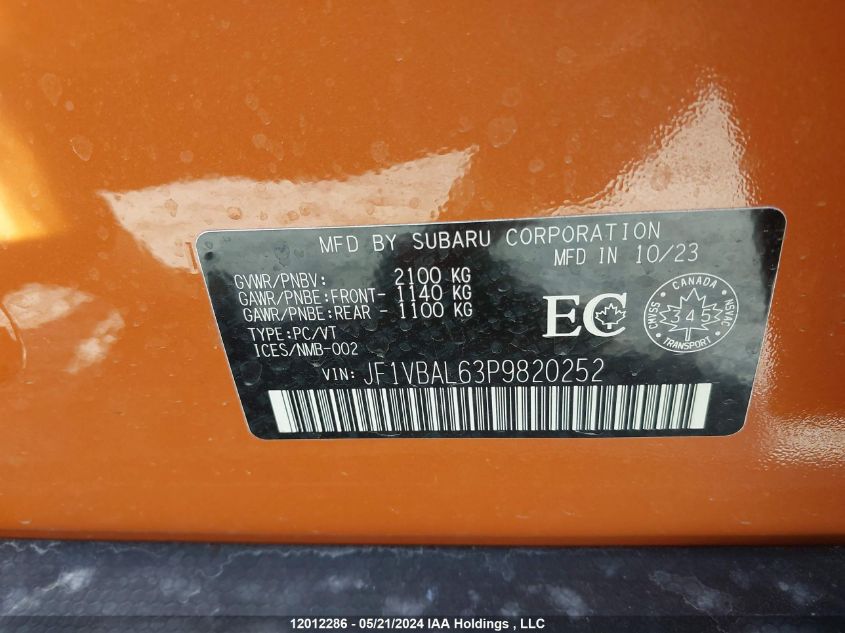 MFD BY SUBARU CORPORATION
MFD IN 10/23
GVWR/PNBV: 2100 KG
GAWR/PNBE:FRONT- 1140 KG
GAWR/PNBE:REAR - 1100 KG
TYPE:PC/VT
ICES/NMB-002
EC
CANADA
CMVSS 345 NSVAC
TRANSPORT
VIN: JF1VBAL63P9820252
12012286 - 05/21/2024 IAA Holdings , LLC